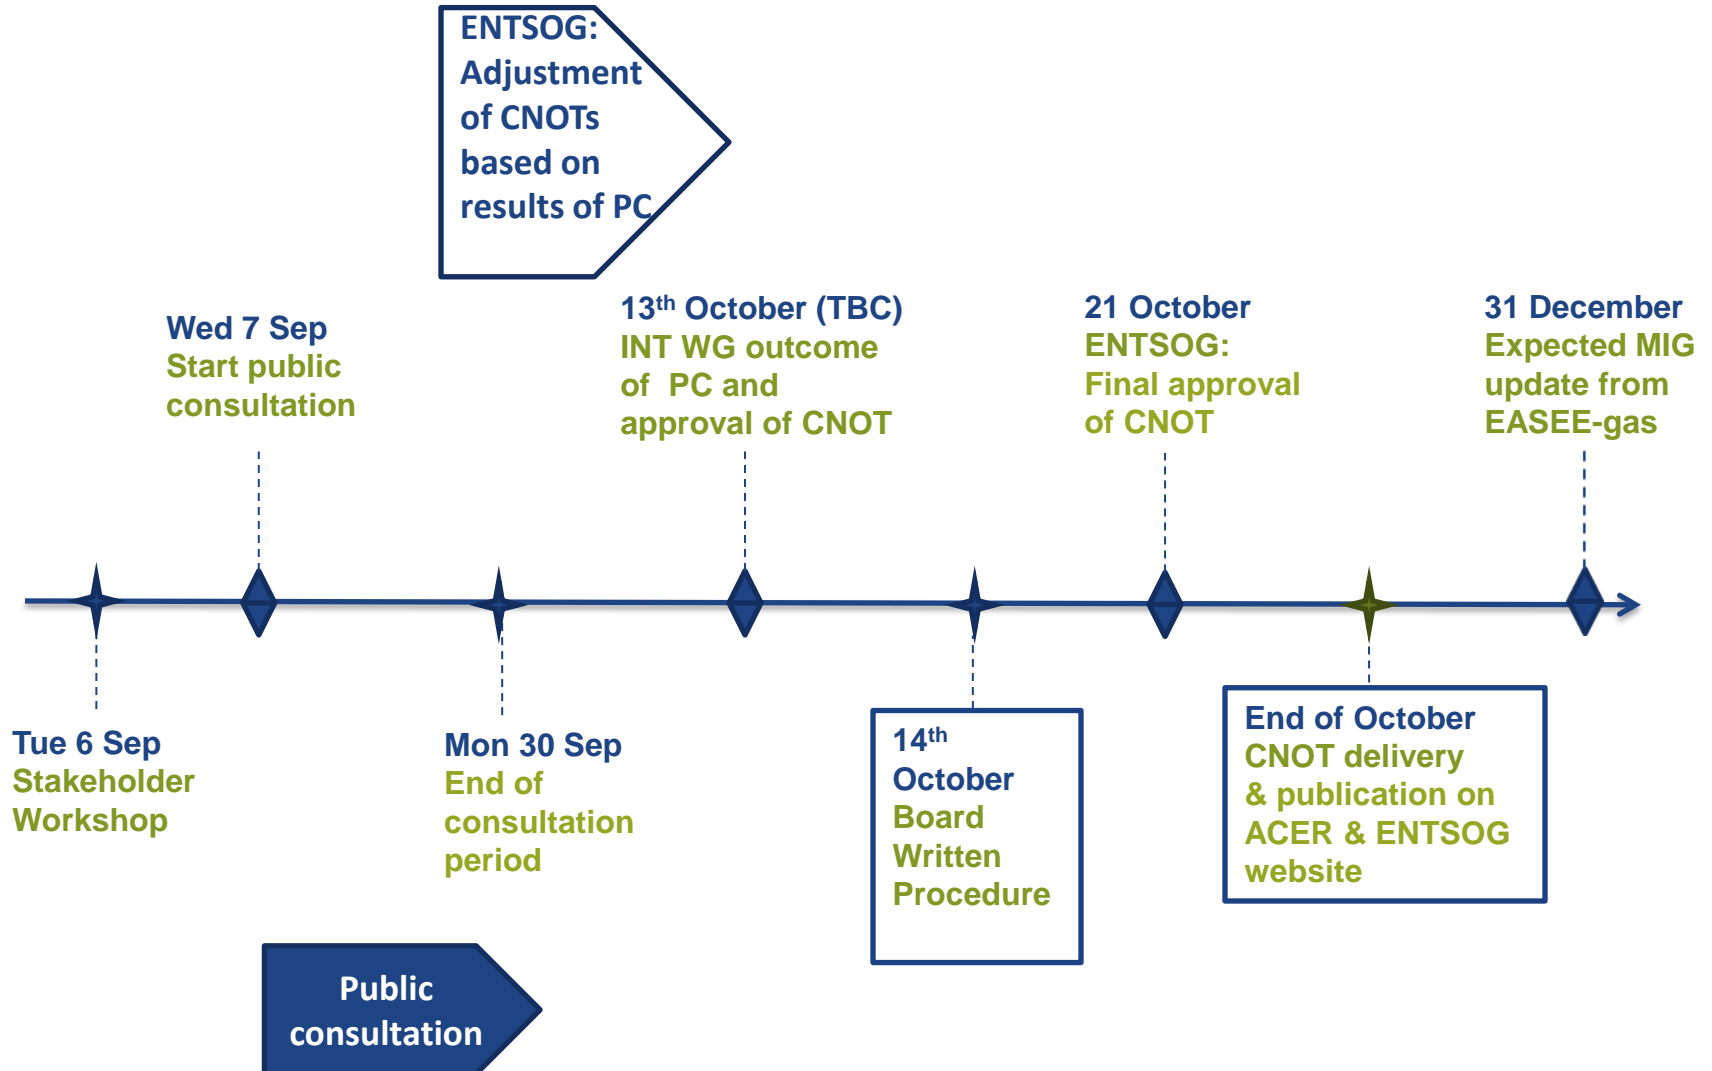 ENTSOG:
Adjustment
of CNOTs
based on
results of PC
Wed 7 Sep
Start public
consultation
13th October (TBC)
INT WG outcome
of PC and
approval of CNOT
21 October
ENTSOG:
Final approval
of CNOT
31 December
Expected MIG
update from
EASEE-gas
Tue 6 Sep
Stakeholder
Workshop
Mon 30 Sep
End of
consultation
period
14th
October
Board
Written
Procedure
End of October
CNOT delivery
& publication on
ACER & ENTSOG
website
Public
consultation